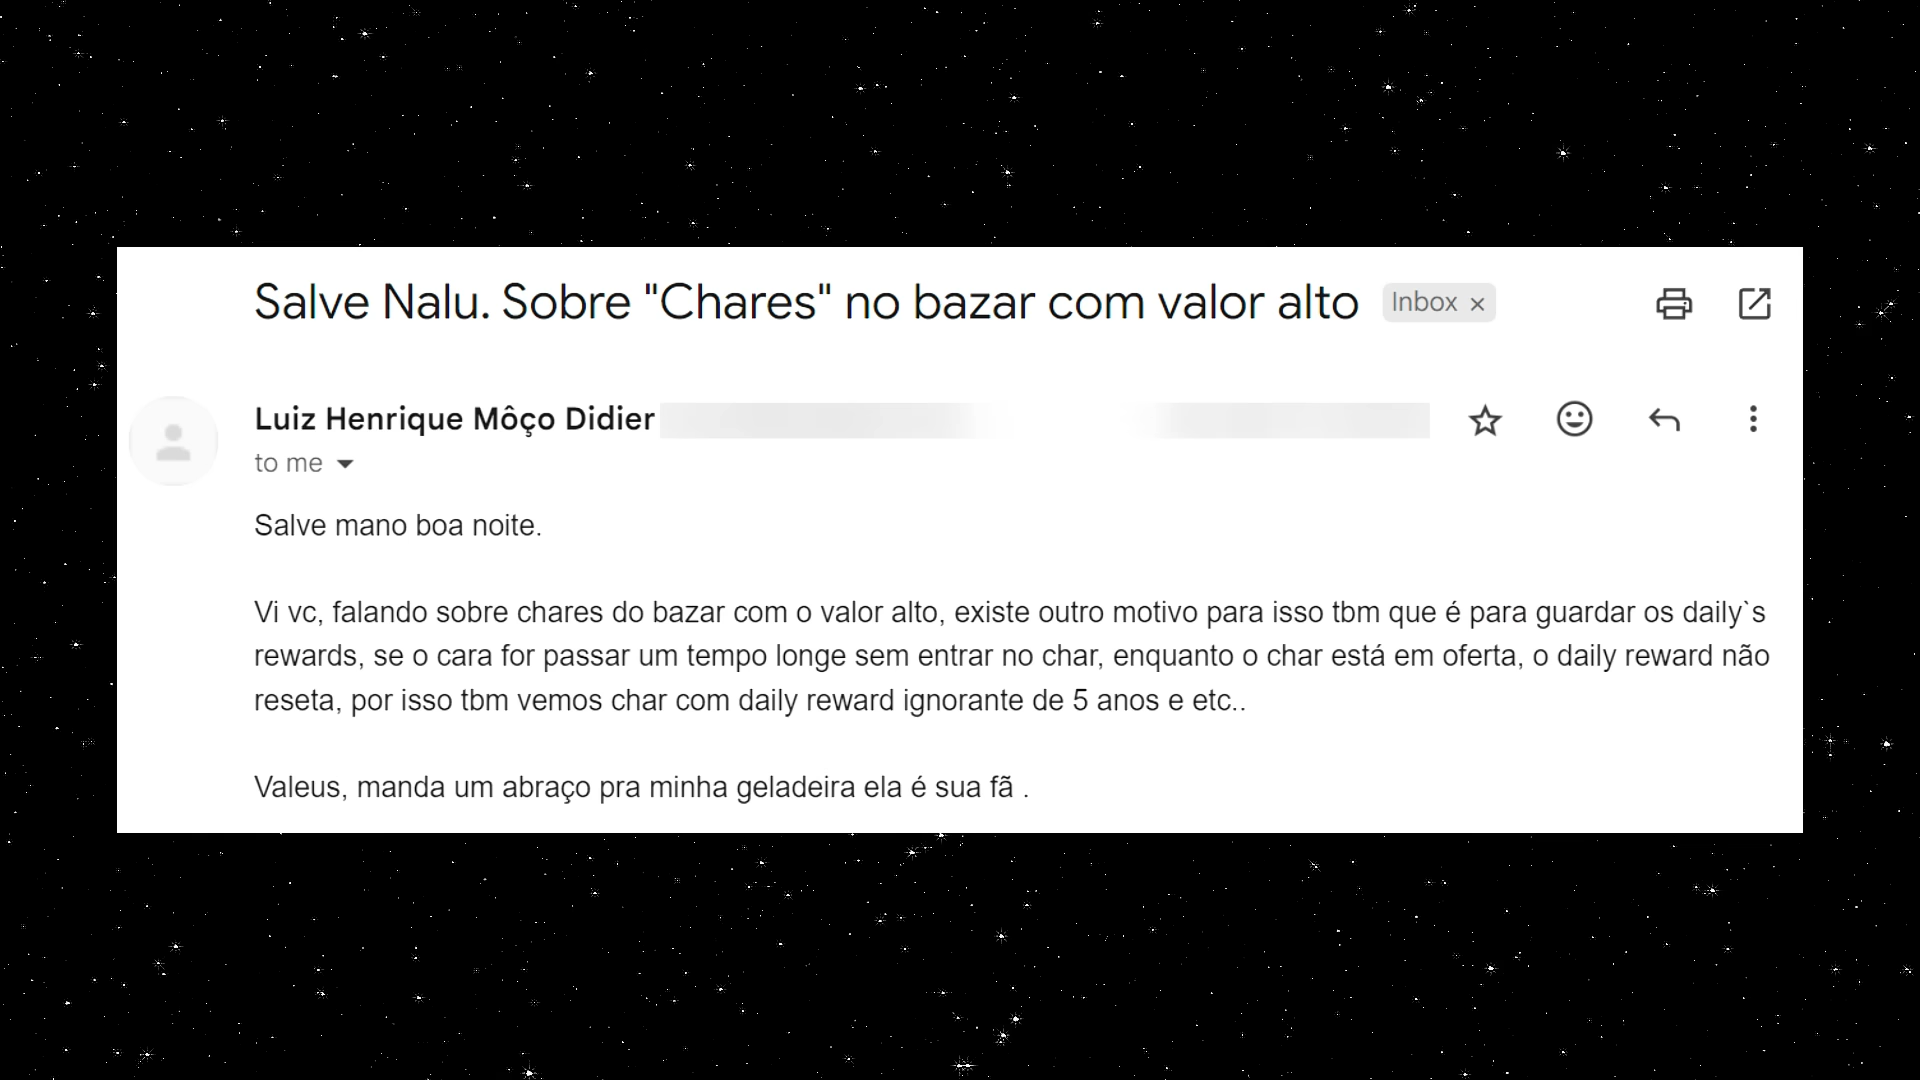 Salve Nalu. Sobre "Chares" no bazar com valor alto Inbox ×
Luiz Henrique Môço Didier
to me
Salve mano boa noite.
Vi vc, falando sobre chares do bazar com o valor alto, existe outro motivo para isso tbm que é para guardar os daily`s
rewards, se o cara for passar um tempo longe sem entrar no char, enquanto o char está em oferta, o daily reward não
reseta, por isso tbm vemos char com daily reward ignorante de 5 anos e etc..
Valeus, manda um abraço pra minha geladeira ela é sua fã .